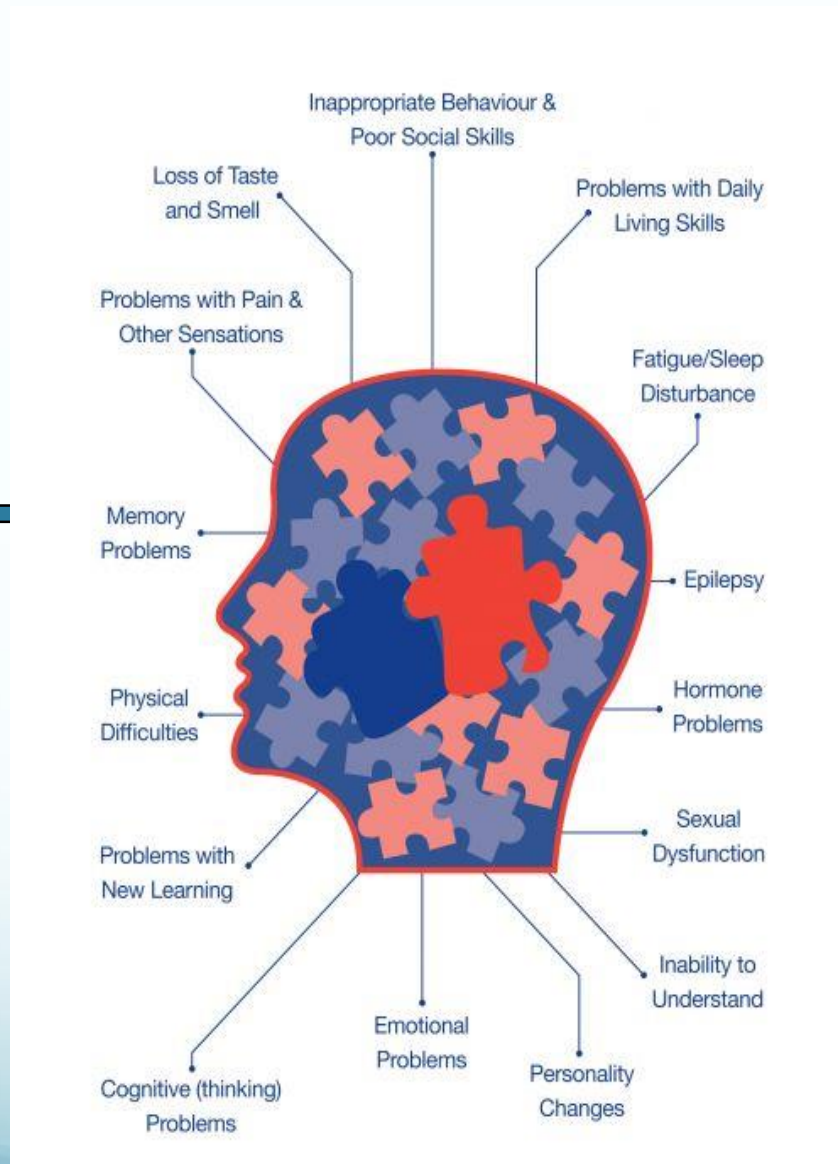 Inappropriate Behaviour &
Poor Social Skills
Loss of Taste
and Smell
Problems with Daily
Living Skills
Problems with Pain &
Other Sensations
Fatigue/Sleep
Disturbance
Memory
Problems
Epilepsy
Physical
Difficulties
Hormone
Problems
Problems with
New Learning
Sexual
Dysfunction
Inability to
Understand
Emotional
Problems
Personality
Changes
Cognitive (thinking)
Problems